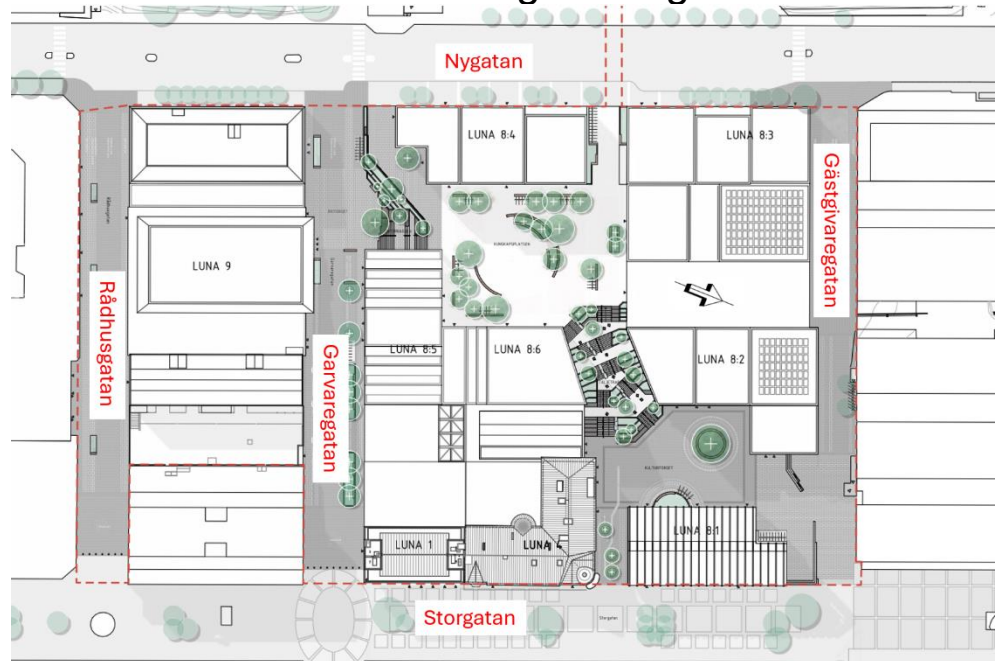 Nygatan
LUNA 8:4
LUNA 8:3
Gästgivaregatan
LUNA 9
Rådhusgatan
Garvaregatan
LUNA 8:5
LUNA 8:6
LUNA 8:2
LUNA 8:1
LUNA 1
LUNA 4
Storgatan
Storgatan